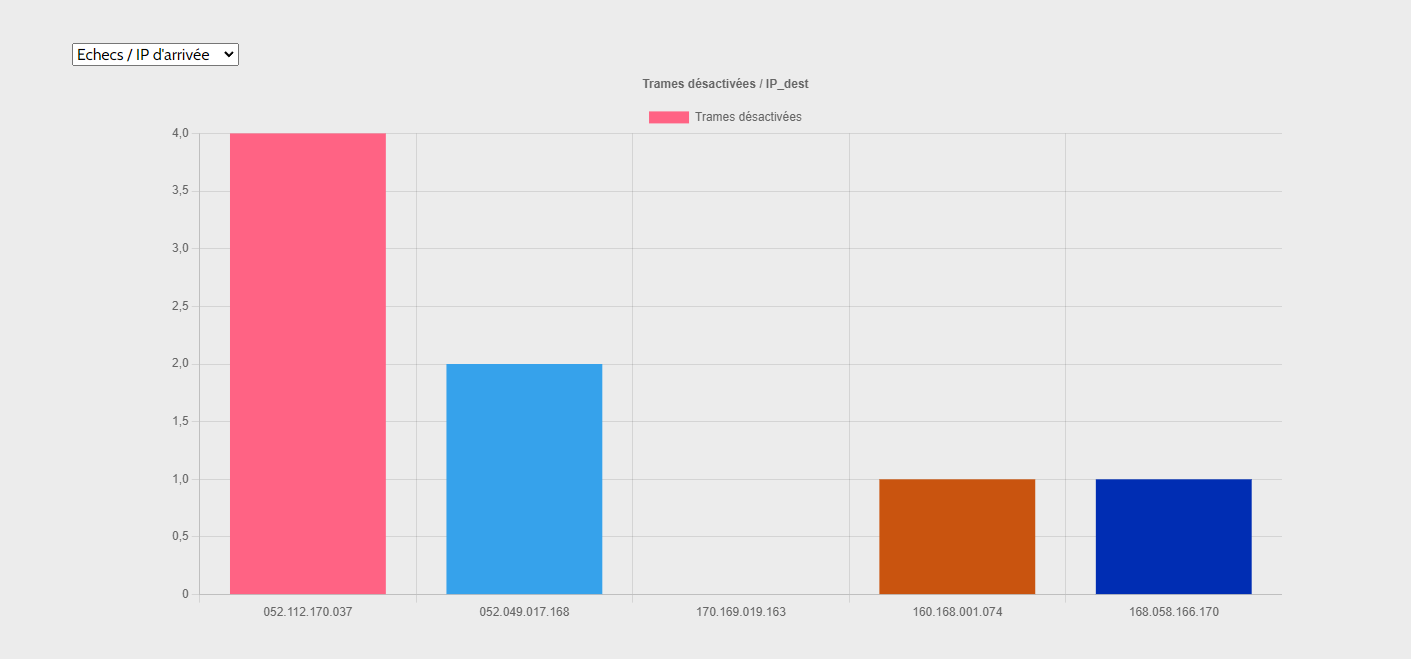 Echecs / IP d'arrivée
Trames désactivées / IP_dest
Trames désactivées
4,0
3,5
3,0
2,5
2,0
1,5
1,0
0,5
0
052.112.170.037 052.049.017.168 170.169.019.163 160.168.001.074 168.058.166.170